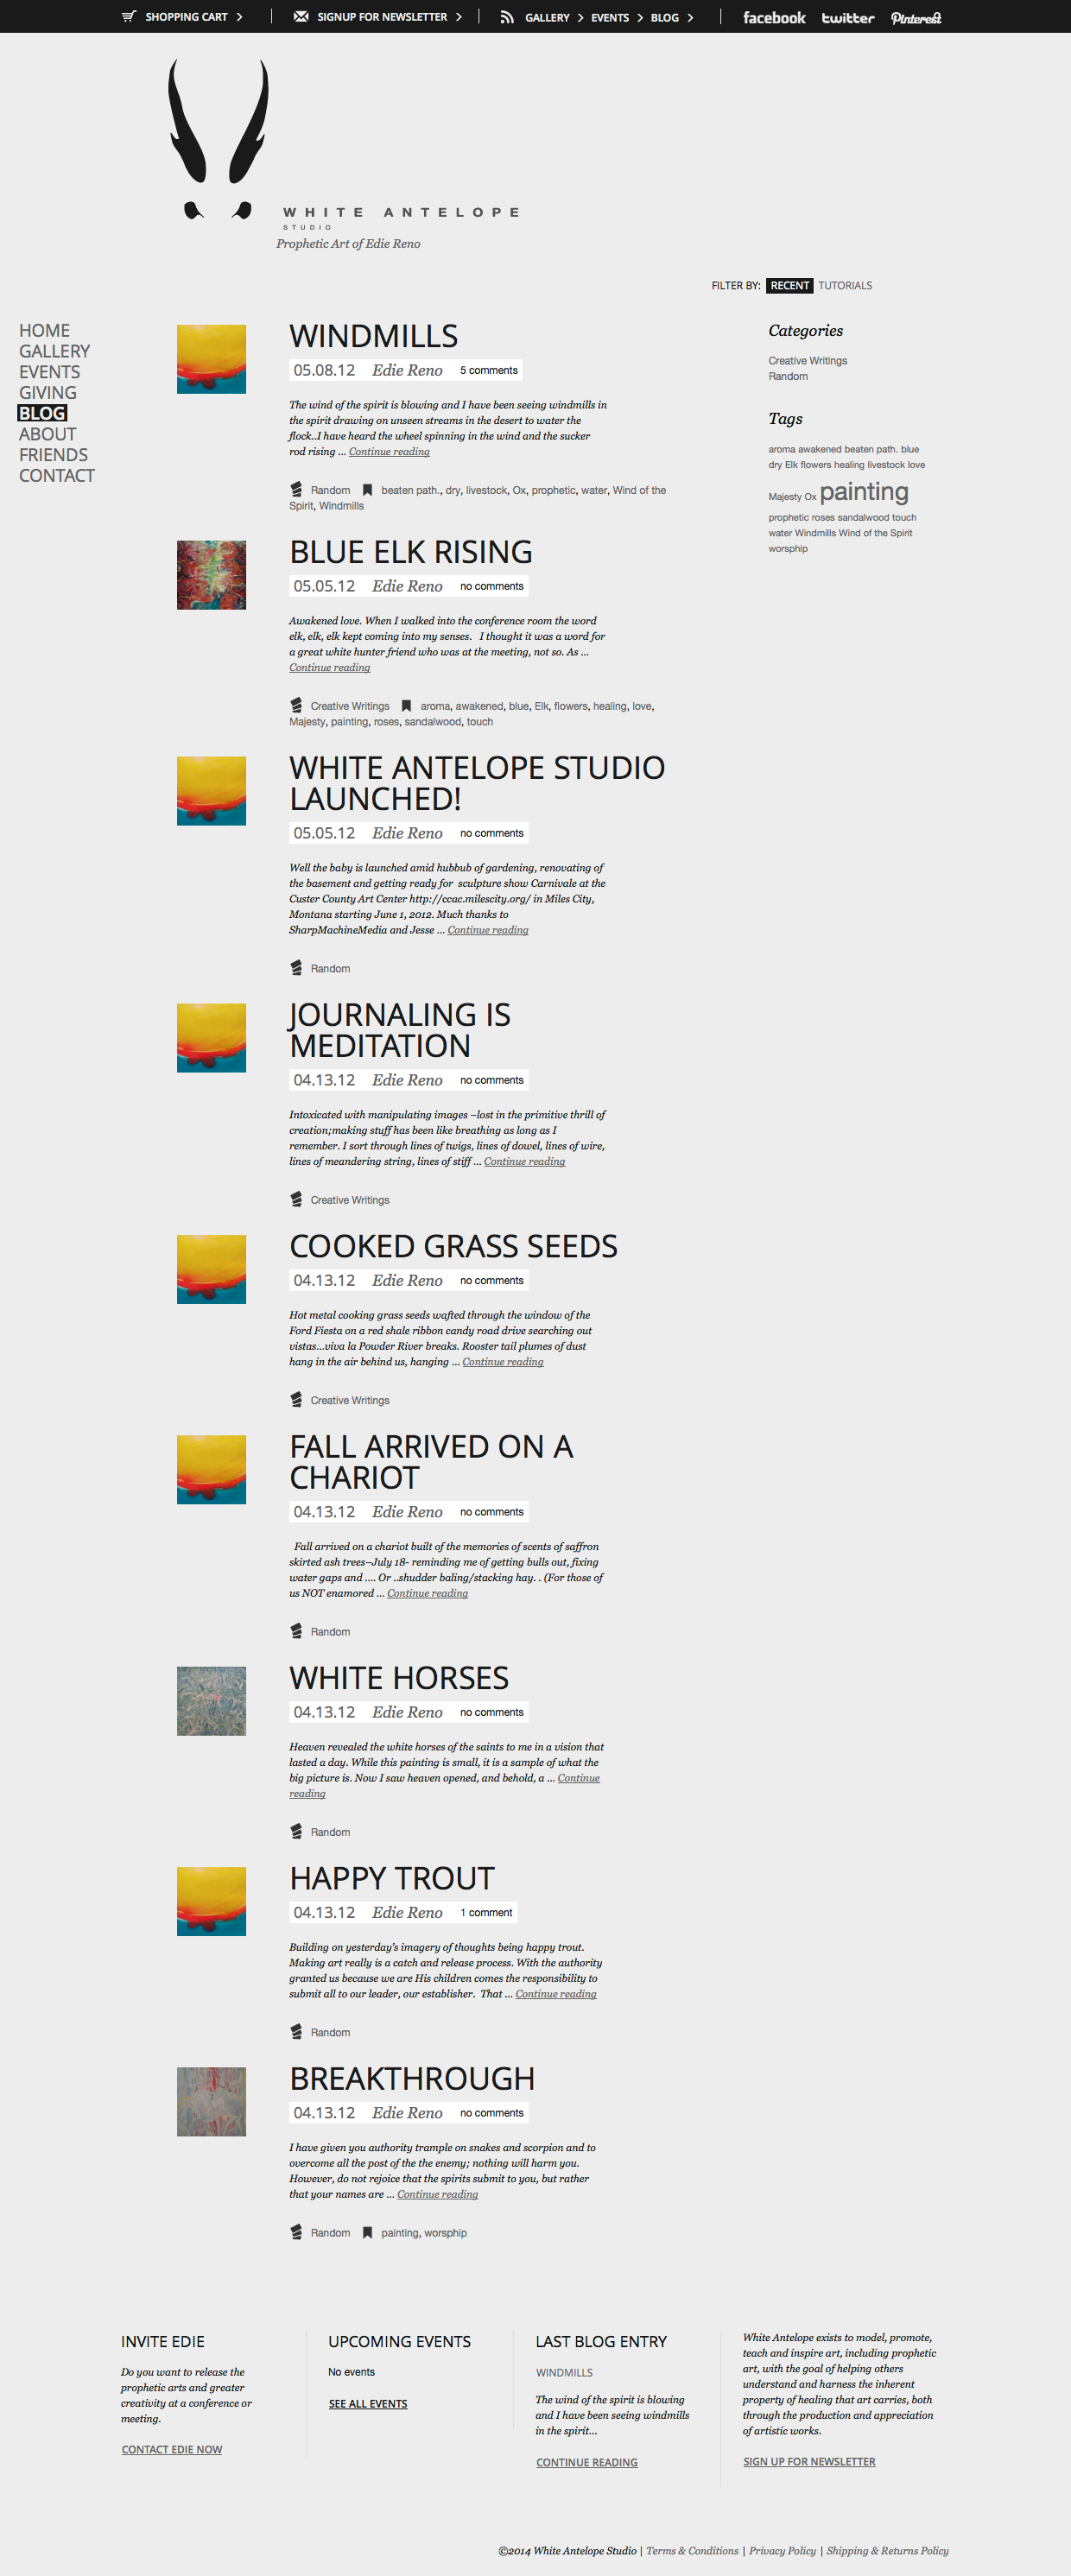 SHOPPING CART
SIGNUP FOR NEWSLETTER
GALLERY
EVENTS
BLOG
facebook
twitter
Pinterest
WHITE ANTELOPE
STUDIO
Prophetic Art of Edie Reno
FILTER BY: RECENT TUTORIALS
HOME
GALLERY
EVENTS
GIVING
BLOG
ABOUT
FRIENDS
CONTACT
WINDMILLS
05.08.12 Edie Reno 5 comments
The wind of the spirit is blowing and I have been seeing windmills in
the spirit drawing on unseen streams in the desert to water the
flock..I have heard the wheel spinning in the wind and the sucker
rod rising ... Continue reading
Random beaten path., dry, livestock, Ox, prophetic, water, Wind of the
Spirit, Windmills
BLUE ELK RISING
05.05.12 Edie Reno no comments
Awakened love. When I walked into the conference room the word
elk, elk, elk kept coming into my senses. I thought it was a word for
a great white hunter friend who was at the meeting, not so. As ...
Continue reading
Creative Writings aroma, awakened, blue, Elk, flowers, healing, love,
Majesty, painting, roses, sandalwood, touch
WHITE ANTELOPE STUDIO
LAUNCHED!
05.05.12 Edie Reno no comments
Well the baby is launched amid hubbub of gardening, renovating of
the basement and getting ready for sculpture show Carnivale at the
Custer County Art Center http://ccac.milescity.org/ in Miles City,
Montana starting June 1, 2012. Much thanks to
SharpMachineMedia and Jesse ... Continue reading
Random
JOURNALING IS
MEDITATION
04.13.12 Edie Reno no comments
Intoxicated with manipulating images –lost in the primitive thrill of
creation;making stuff has been like breathing as long as I
remember. I sort through lines of twigs, lines of dowel, lines of wire,
lines of meandering string, lines of stiff ... Continue reading
Creative Writings
COOKED GRASS SEEDS
04.13.12 Edie Reno no comments
Hot metal cooking grass seeds wafted through the window of the
Ford Fiesta on a red shale ribbon candy road drive searching out
vistas...viva la Powder River breaks. Rooster tail plumes of dust
hang in the air behind us, hanging ... Continue reading
Creative Writings
FALL ARRIVED ON A
CHARIOT
04.13.12 Edie Reno no comments
Fall arrived on a chariot built of the memories of scents of saffron
skirted ash trees–July 18- reminding me of getting bulls out, fixing
water gaps and .... Or ..shudder baling/stacking hay. . (For those of
us NOT enamored ... Continue reading
Random
WHITE HORSES
04.13.12 Edie Reno no comments
Heaven revealed the white horses of the saints to me in a vision that
lasted a day. While this painting is small, it is a sample of what the
big picture is. Now I saw heaven opened, and behold, a ... Continue
reading
Random
HAPPY TROUT
04.13.12 Edie Reno 1 comment
Building on yesterday's imagery of thoughts being happy trout.
Making art really is a catch and release process. With the authority
granted us because we are His children comes the responsibility to
submit all to our leader, our establisher. That ... Continue reading
Random
BREAKTHROUGH
04.13.12 Edie Reno no comments
I have given you authority trample on snakes and scorpion and to
overcome all the post of the the enemy; nothing will harm you.
However, do not rejoice that the spirits submit to you, but rather
that your names are ... Continue reading
Random painting, worsphip
Categories
Creative Writings
Random
Tags
aroma awakened beaten path. blue
dry Elk flowers healing livestock love
Majesty Ox painting
prophetic roses sandalwood touch
water Windmills Wind of the Spirit
worsphip
INVITE EDIE
Do you want to release the
prophetic arts and greater
creativity at a conference or
meeting.
CONTACT EDIE NOW
UPCOMING EVENTS
No events
SEE ALL EVENTS
LAST BLOG ENTRY
WINDMILLS
The wind of the spirit is blowing
and I have been seeing windmills
in the spirit...
CONTINUE READING
White Antelope exists to model, promote,
teach and inspire art, including prophetic
art, with the goal of helping others
understand and harness the inherent
property of healing that art carries, both
through the production and appreciation
of artistic works.
SIGN UP FOR NEWSLETTER
©2014 White Antelope Studio | Terms & Conditions | Privacy Policy | Shipping & Returns Policy